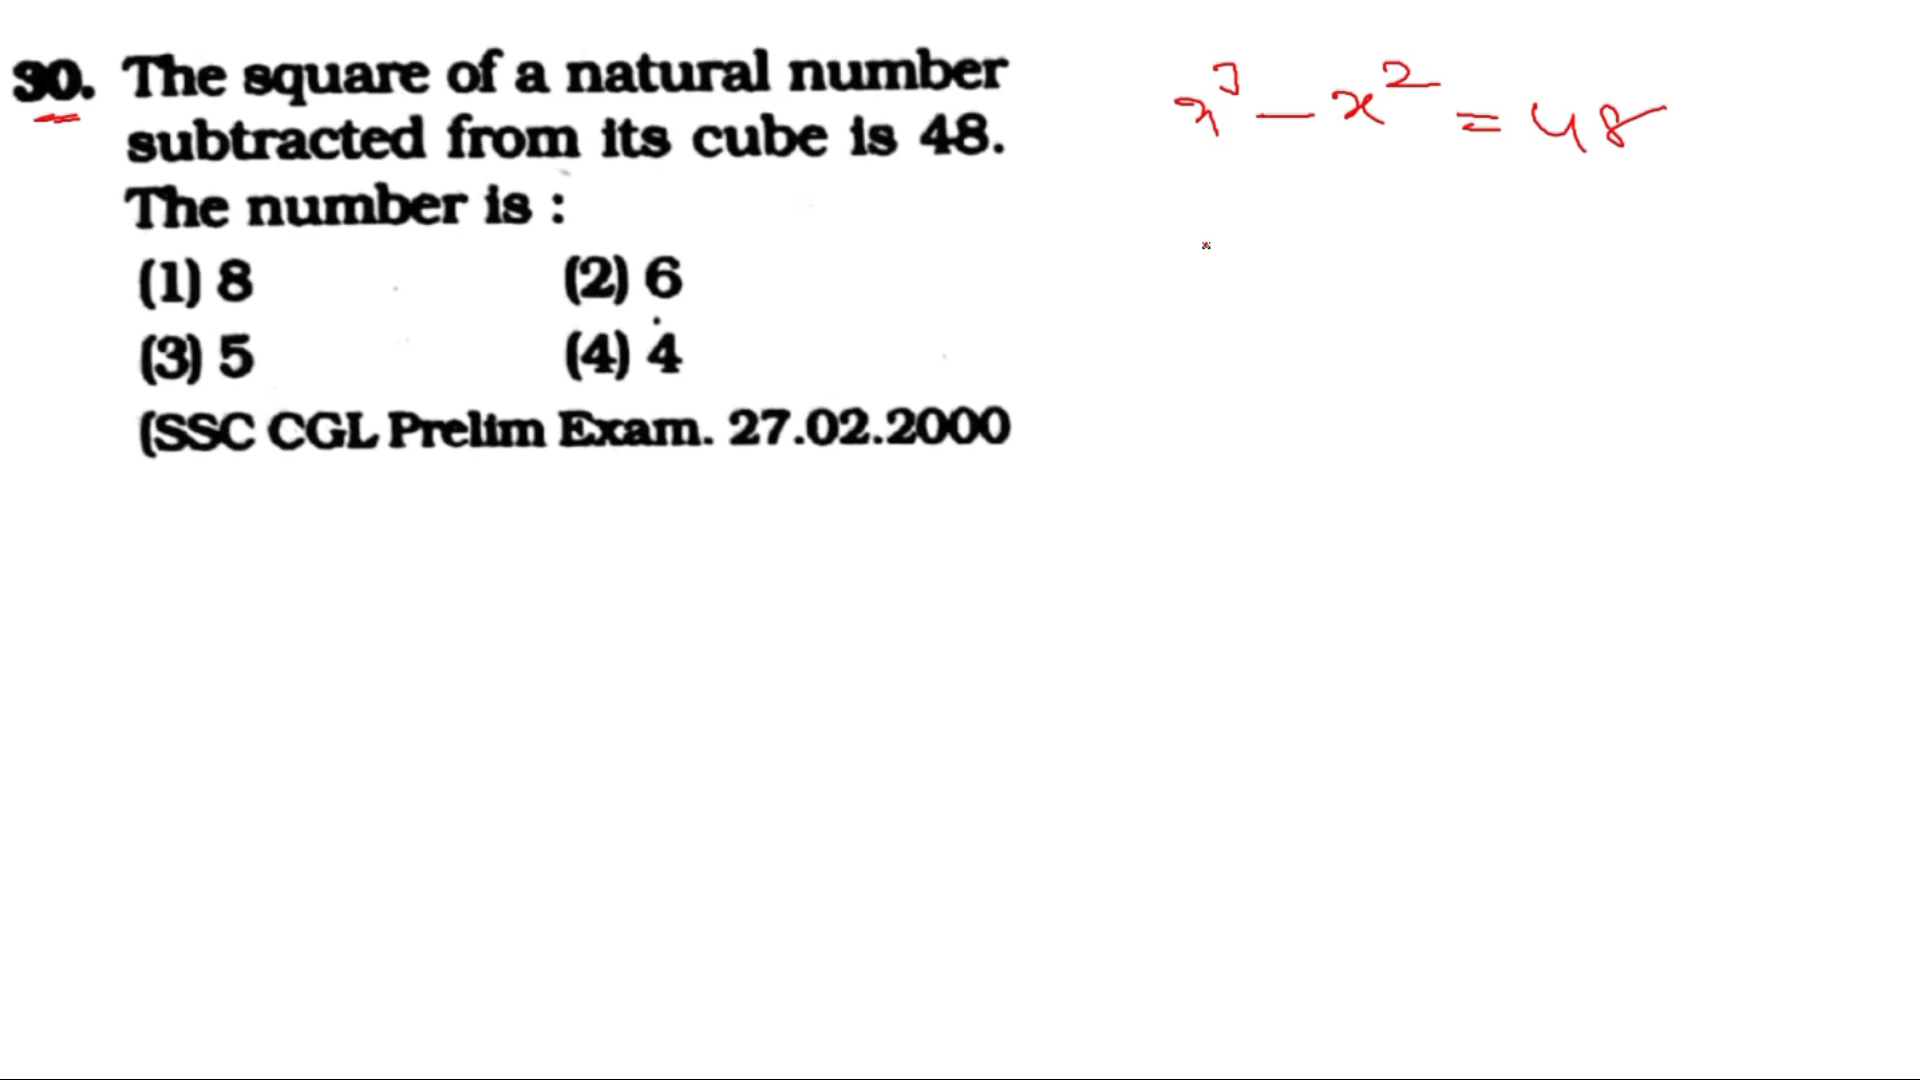 30. The square of a natural number
subtracted from its cube is 48.
The number is :
(1) 8 (2) 6
(3) 5 (4) 4
(SSC CGL Prelim Exam. 27.02.2000
x³ - x² = 48